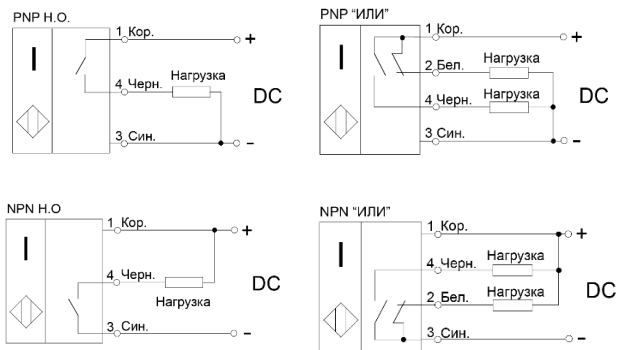 PNP Н.О.
1 Кор.
+
4 Черн.
Нагрузка
DC
3 Син.
-
PNP “ИЛИ”
1 Кор.
+
2 Бел.
Нагрузка
4 Черн.
Нагрузка
DC
3 Син.
-
NPN Н.О
1 Кор.
+
4 Черн.
Нагрузка
DC
3 Син.
-
NPN “ИЛИ”
1 Кор.
+
4 Черн.
Нагрузка
2 Бел.
Нагрузка
DC
3 Син.
-